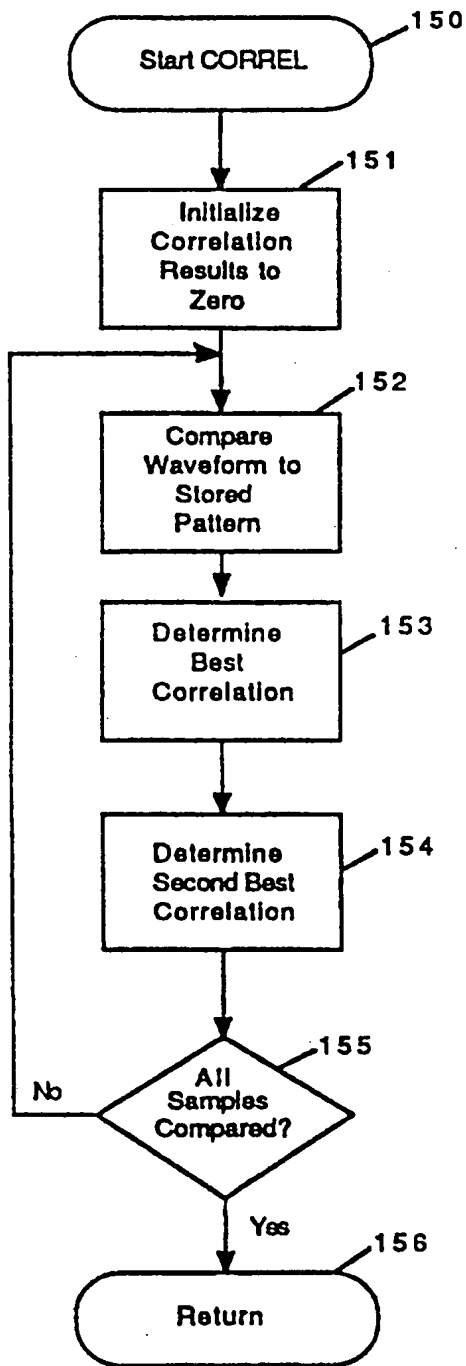 150
Start CORREL
151
Initialize
Correlation
Results to
Zero
152
Compare
Waveform to
Stored
Pattern
153
Determine
Best
Correlation
154
Determine
Second Best
Correlation
155
All
Samples
Compared?
No
Yes
156
Return